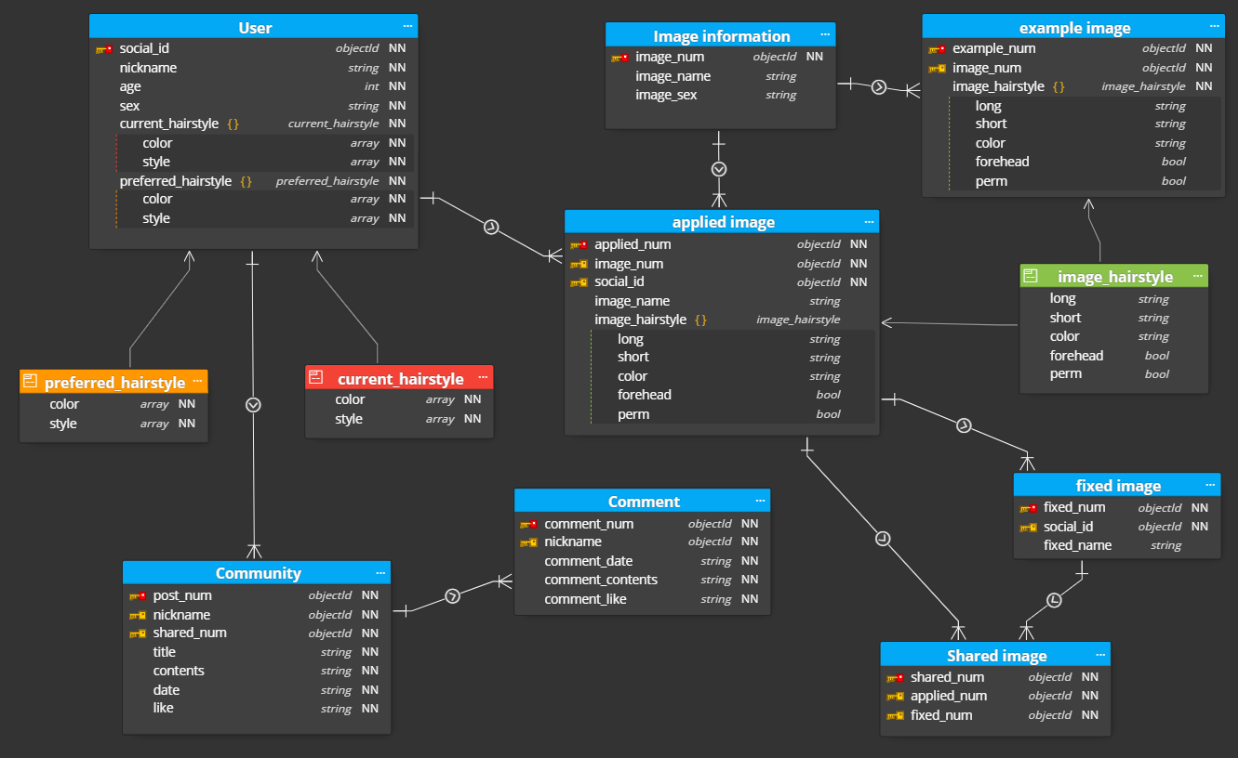 User ...
social_id objectId NN
nickname string NN
age int NN
sex string NN
current_hairstyle {} current_hairstyle NN
color array NN
style array NN
preferred_hairstyle {} preferred_hairstyle NN
color array NN
style array NN
Image information ...
image_num objectId NN
image_name string
image_sex string
example image ...
example_num objectId NN
image_num objectId NN
image_hairstyle {} image_hairstyle NN
long string
short string
color string
forehead bool
perm bool
applied image ...
applied_num objectId NN
image_num objectId NN
social_id objectId NN
image_name string
image_hairstyle {} image_hairstyle
long string
short string
color string
forehead bool
perm bool
image_hairstyle ...
long string
short string
color string
forehead bool
perm bool
preferred_hairstyle ...
color array NN
style array NN
current_hairstyle ...
color array NN
style array NN
Comment ...
comment_num objectId NN
nickname objectId NN
comment_date string NN
comment_contents string NN
comment_like string NN
fixed image ...
fixed_num objectId NN
social_id objectId NN
fixed_name string
Community ...
post_num objectId NN
nickname objectId NN
shared_num objectId NN
title string NN
contents string NN
date string NN
like string NN
Shared image ...
shared_num objectId NN
applied_num objectId NN
fixed_num objectId NN